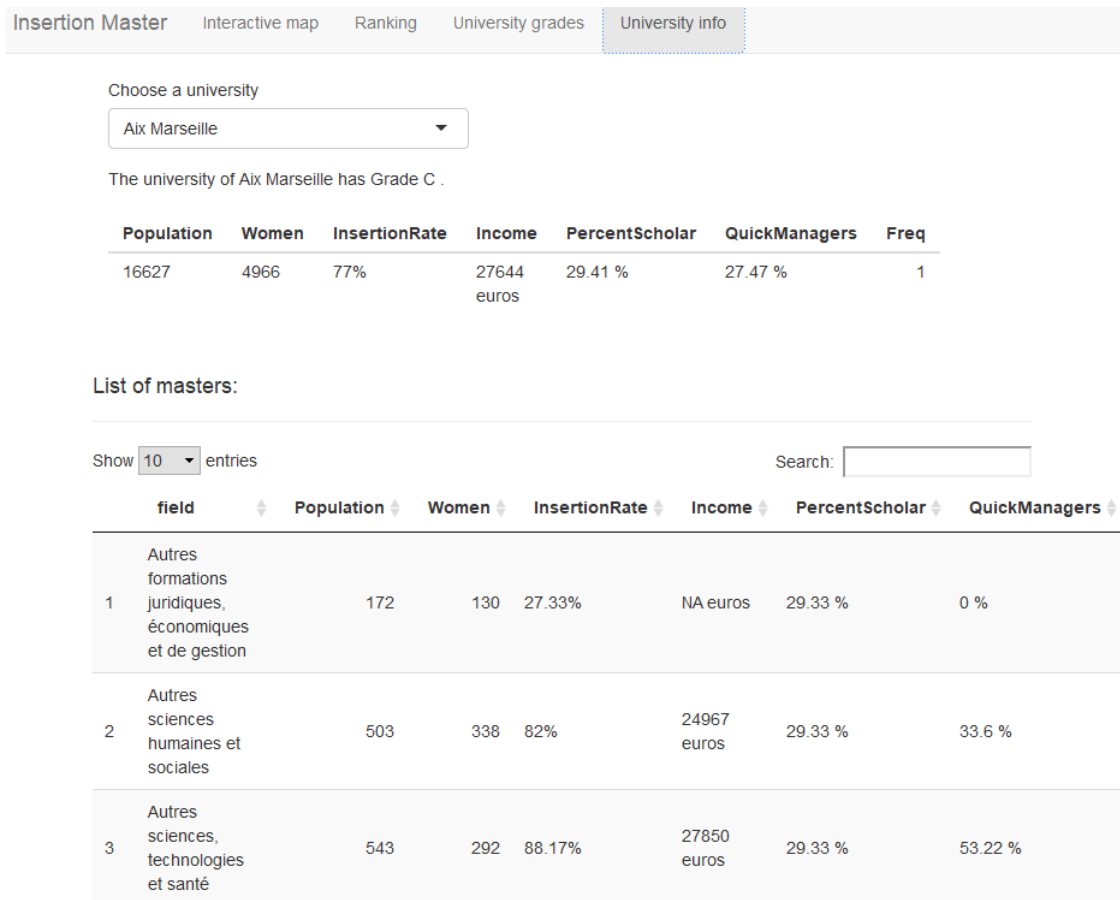 Insertion Master Interactive map Ranking University grades University info
Choose a university
Aix Marseille
The university of Aix Marseille has Grade C .
Population Women InsertionRate Income PercentScholar QuickManagers Freq
16627 4966 77% 27644 29.41 % 27.47 % 1
euros
List of masters:
Show 10 entries Search:
field Population Women InsertionRate Income PercentScholar QuickManagers
Autres
formations
1 juridiques, 172 130 27.33% NA euros 29.33 % 0 %
économiques
et de gestion
Autres
sciences 24967
2 humaines et 503 338 82% euros 29.33 % 33.6 %
sociales
Autres
sciences, 27850
3 technologies 543 292 88.17% euros 29.33 % 53.22 %
et santé